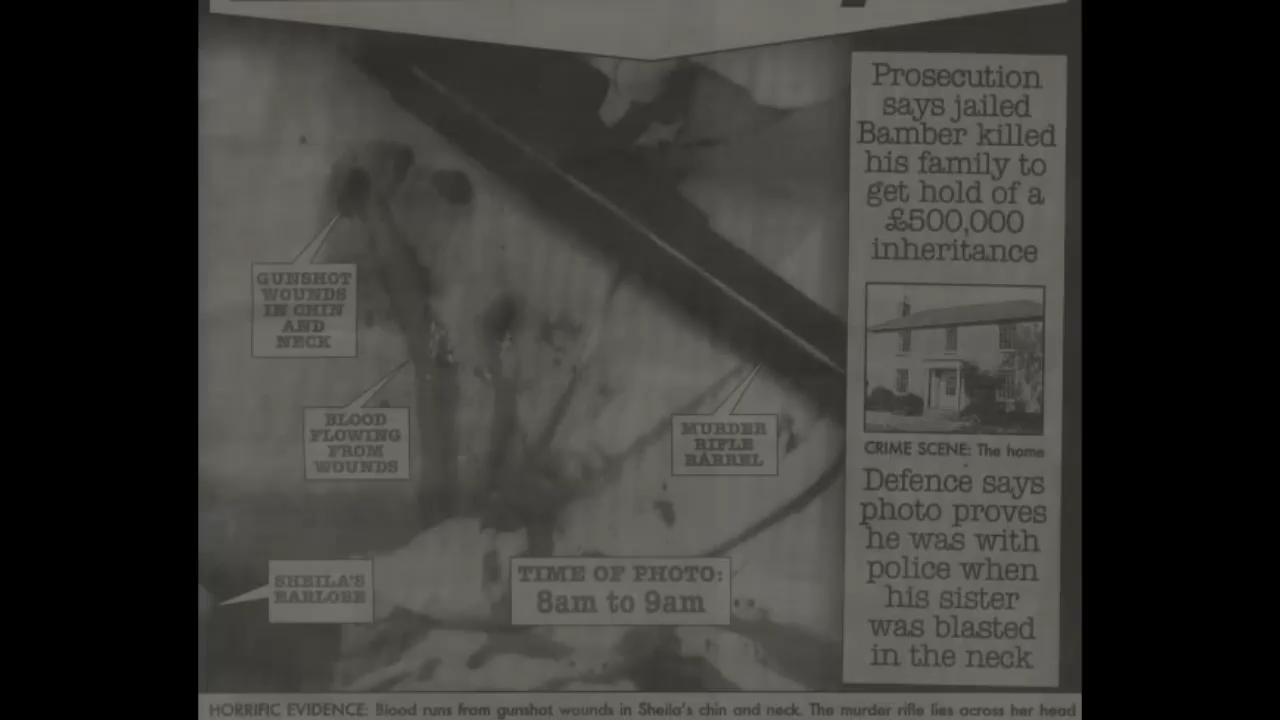 Prosecution
says jailed
Bamber killed
his family to
get hold of a
£500,000
inheritance
GUNSHOT
WOUNDS
IN CHIN
AND
NECK
BLOOD
FLOWING
FROM
WOUNDS
MURDER
RIFLE
BARREL
CRIME SCENE: The home
Defence says
photo proves
he was with
police when
his sister
was blasted
in the neck
SHEILA'S
EARLOBE
TIME OF PHOTO:
8am to 9am
HORRIFIC EVIDENCE: Blood runs from gunshot wounds in Sheila's chin and neck. The murder rifle lies across her head